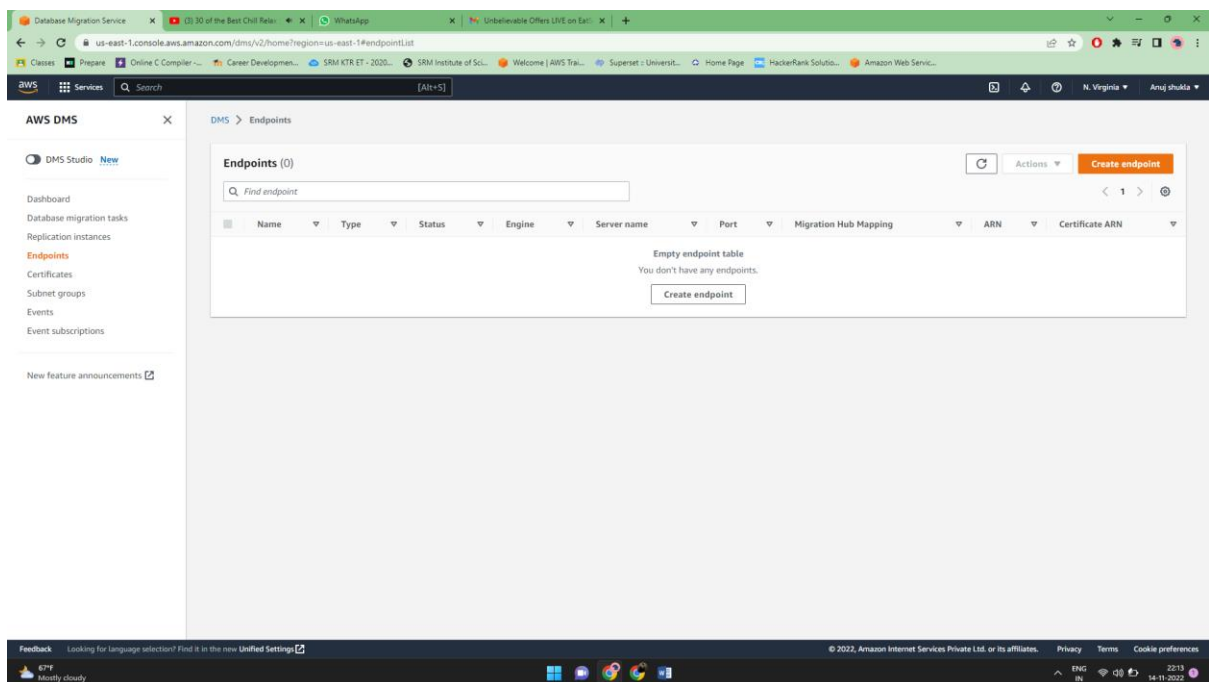 Database Migration Service
(3) 30 of the Best Chill Relax
WhatsApp
Unbelievable Offers LIVE on Eati
us-east-1.console.aws.amazon.com/dms/v2/home?region=us-east-1#endpointList
Classes Prepare Online C Compiler -... Career Developmen... SRM KTR ET - 2020... SRM Institute of Sci... Welcome | AWS Trai... Superset :: Universit... Home Page HackerRank Solutio... Amazon Web Servic...
aws Services Search [Alt+S] N. Virginia Anuj shukla
AWS DMS
DMS > Endpoints
DMS Studio New
Dashboard
Database migration tasks
Replication instances
Endpoints
Certificates
Subnet groups
Events
Event subscriptions
New feature announcements
Endpoints (0)
Actions Create endpoint
Find endpoint
1
Name Type Status Engine Server name Port Migration Hub Mapping ARN Certificate ARN
Empty endpoint table
You don't have any endpoints.
Create endpoint
Feedback Looking for language selection? Find it in the new Unified Settings © 2022, Amazon Internet Services Private Ltd. or its affiliates. Privacy Terms Cookie preferences
67°F
Mostly cloudy
ENG
IN
22:13
14-11-2022